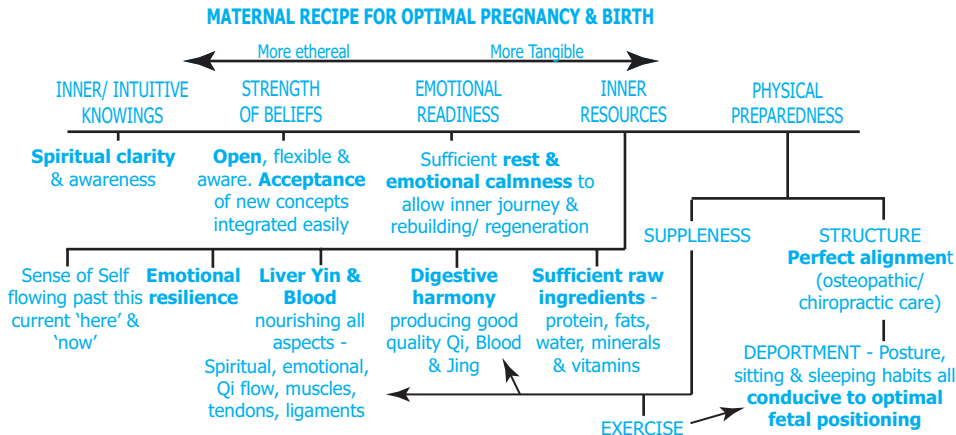 MATERNAL RECIPE FOR OPTIMAL PREGNANCY & BIRTH
More ethereal
More Tangible
INNER/ INTUITIVE
KNOWINGS
STRENGTH
OF BELIEFS
EMOTIONAL
READINESS
INNER
RESOURCES
PHYSICAL
PREPAREDNESS
Spiritual clarity
& awareness
Open, flexible &
aware. Acceptance
of new concepts
integrated easily
Sufficient rest &
emotional calmness to
allow inner journey &
rebuilding/ regeneration
SUPPLENESS
STRUCTURE
Perfect alignment
(osteopathic/
chiropractic care)
Sense of Self
flowing past this
current ‘here’ &
‘now’
Emotional
resilience
Liver Yin &
Blood
nourishing all
aspects -
Spiritual, emotional,
Qi flow, muscles,
tendons, ligaments
Digestive
harmony
producing good
quality Qi, Blood
& Jing
Sufficient raw
ingredients -
protein, fats,
water, minerals
& vitamins
DEPORTMENT - Posture,
sitting & sleeping habits all
conducive to optimal
fetal positioning
EXERCISE